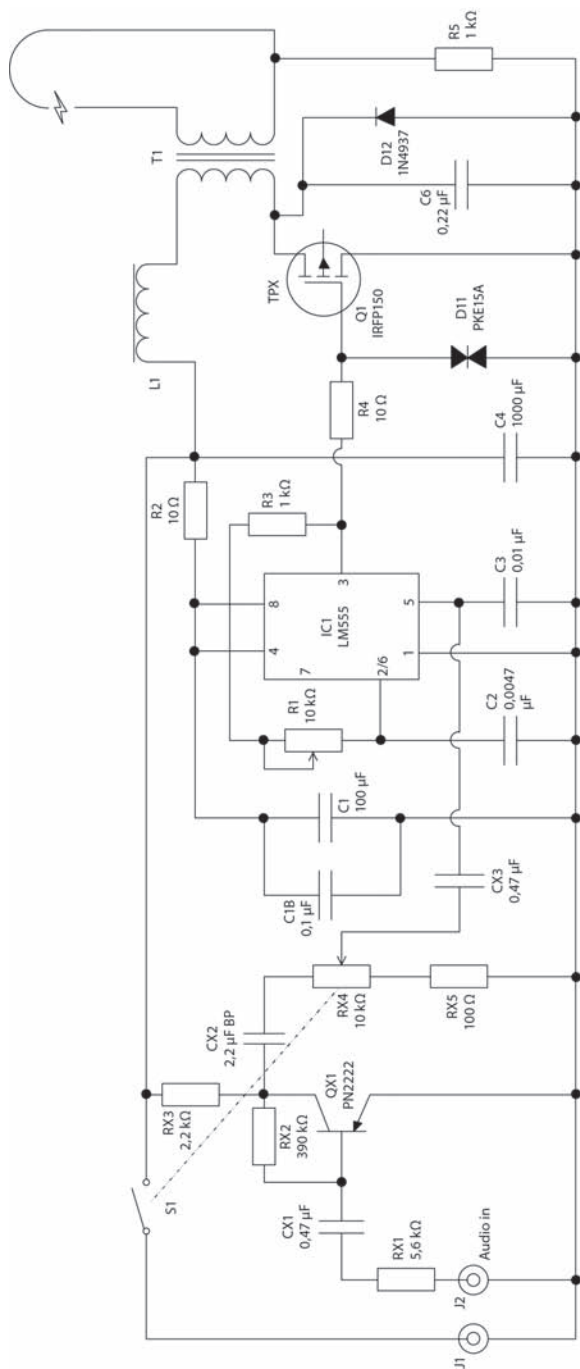 J1
J2
Audio in
RX1
5,6 kΩ
CX1
0,47 µF
S1
RX3
2,2 kΩ
RX2
390 kΩ
QX1
PN2222
CX2
2,2 µF BP
RX4
10 kΩ
RX5
100 Ω
CX3
0,47 µF
C1B
0,1 µF
C1
100 µF
R1
10 kΩ
C2
0,0047
µF
7
2/6
4
8
IC1
LM555
1
5
3
C3
0,01 µF
R3
1 kΩ
R2
10 Ω
C4
1000 µF
R4
10 Ω
L1
D11
PKE15A
TPX
Q1
IRFP150
T1
C6
0,22 µF
D12
1N4937
R5
1 kΩ